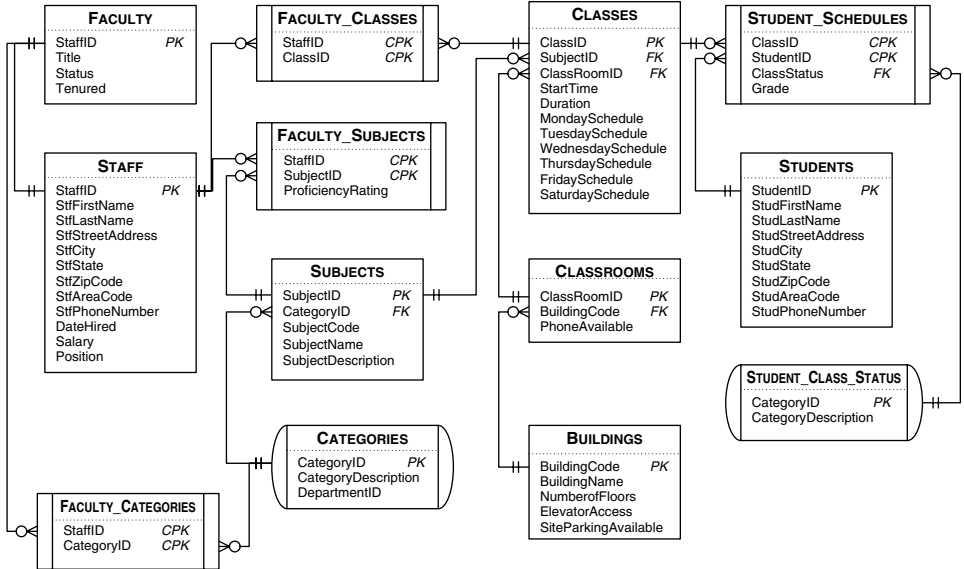 FACULTY
StaffID PK
Title
Status
Tenured
FACULTY_CLASSES
StaffID CPK
ClassID CPK
CLASSES
ClassID PK
SubjectID FK
ClassRoomID FK
StartTime
Duration
MondaySchedule
TuesdaySchedule
WednesdaySchedule
ThursdaySchedule
FridaySchedule
SaturdaySchedule
STUDENT_SCHEDULES
ClassID CPK
StudentID CPK
ClassStatus FK
Grade
STAFF
StaffID PK
StfFirstName
StfLastName
StfStreetAddress
StfCity
StfState
StfZipCode
StfAreaCode
StfPhoneNumber
DateHired
Salary
Position
FACULTY_SUBJECTS
StaffID CPK
SubjectID CPK
ProficiencyRating
STUDENTS
StudentID PK
StudFirstName
StudLastName
StudStreetAddress
StudCity
StudState
StudZipCode
StudAreaCode
StudPhoneNumber
SUBJECTS
SubjectID PK
CategoryID FK
SubjectCode
SubjectName
SubjectDescription
CLASSROOMS
ClassRoomID PK
BuildingCode FK
PhoneAvailable
STUDENT_CLASS_STATUS
CategoryID PK
CategoryDescription
CATEGORIES
CategoryID PK
CategoryDescription
DepartmentID
BUILDINGS
BuildingCode PK
BuildingName
NumberofFloors
ElevatorAccess
SiteParkingAvailable
FACULTY_CATEGORIES
StaffID CPK
CategoryID CPK